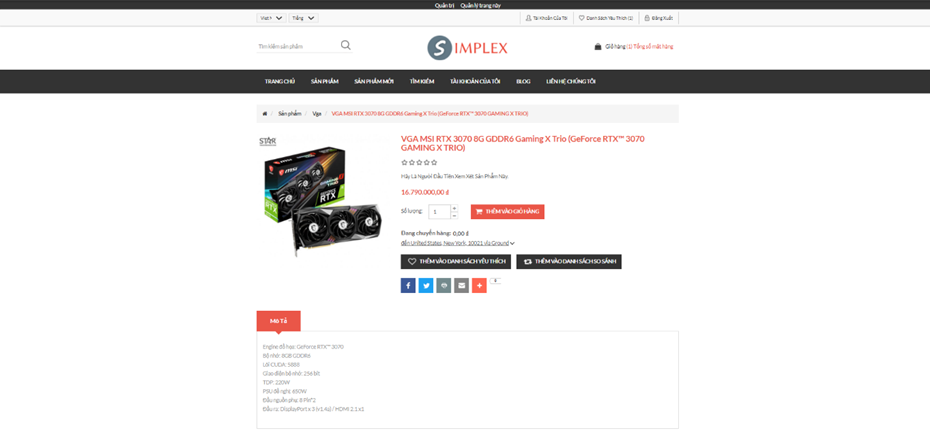 Quản trị Quản lý trang này
Việt N Tiếng Tài Khoản Của Tôi Danh Sách Yêu Thích (1) Đăng Xuất
Tìm kiếm sản phẩm
S IMPLEX
Giỏ hàng (1) Tổng số mặt hàng
TRANG CHỦ SẢN PHẨM SẢN PHẨM MỚI TÌM KIẾM TÀI KHOẢN CỦA TÔI BLOG LIÊN HỆ CHÚNG TÔI
Sản phẩm / Vga / VGA MSI RTX 3070 8G GDDR6 Gaming X Trio (GeForce RTX™ 3070 GAMING X TRIO)
STAR
msi
RTX
VGA MSI RTX 3070 8G GDDR6 Gaming X Trio (GeForce RTX™ 3070
GAMING X TRIO)
Hãy Là Người Đầu Tiên Xem Xét Sản Phẩm Này
16.790.000,00 ₫
Số lượng: 1 THÊM VÀO GIỎ HÀNG
Đang chuyển hàng: 0,00 ₫
đến United States, New York, 10021 via Ground
THÊM VÀO DANH SÁCH YÊU THÍCH THÊM VÀO DANH SÁCH SO SÁNH
0
Mô Tả
Engine đồ họa: GeForce RTX™ 3070
Bộ nhớ: 8GB GDDR6
Lõi CUDA: 5888
Giao diện bộ nhớ: 256 bit
TDP: 220W
PSU đề nghị: 650W
Đầu nguồn phụ: 8 Pin*2
Đầu ra: DisplayPort x 3 (v1.4a) / HDMI 2.1 x1